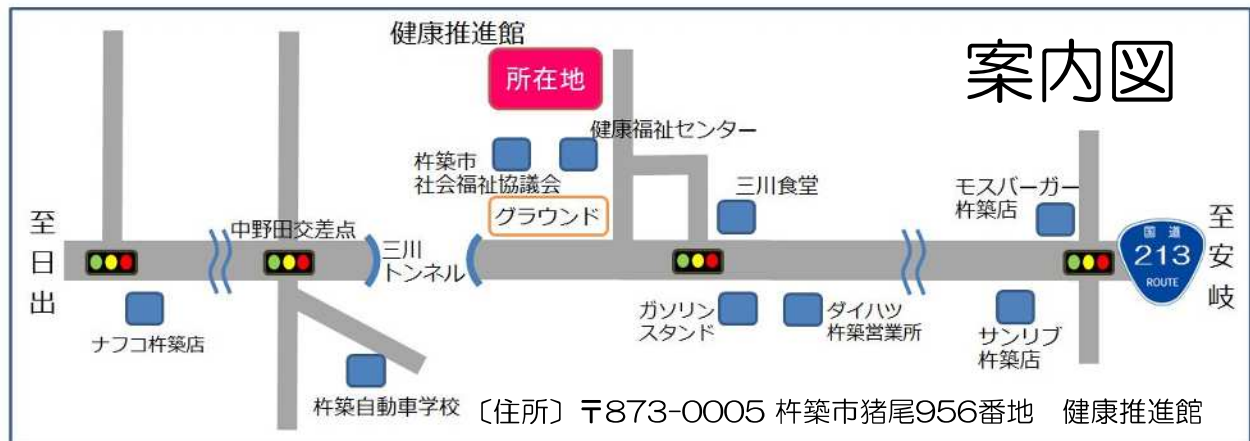 健康推進館
所在地
案内図
健康福祉センター
杵築市
社会福祉協議会
グラウンド
三川食堂
モスバーガー
杵築店
至日出
中野田交差点
三川
トンネル
国道
213
ROUTE
至安岐
ナフコ杵築店
ガソリン
スタンド
ダイハツ
杵築営業所
サンリブ
杵築店
杵築自動車学校
〔住所〕〒873-0005 杵築市猪尾956番地　健康推進館